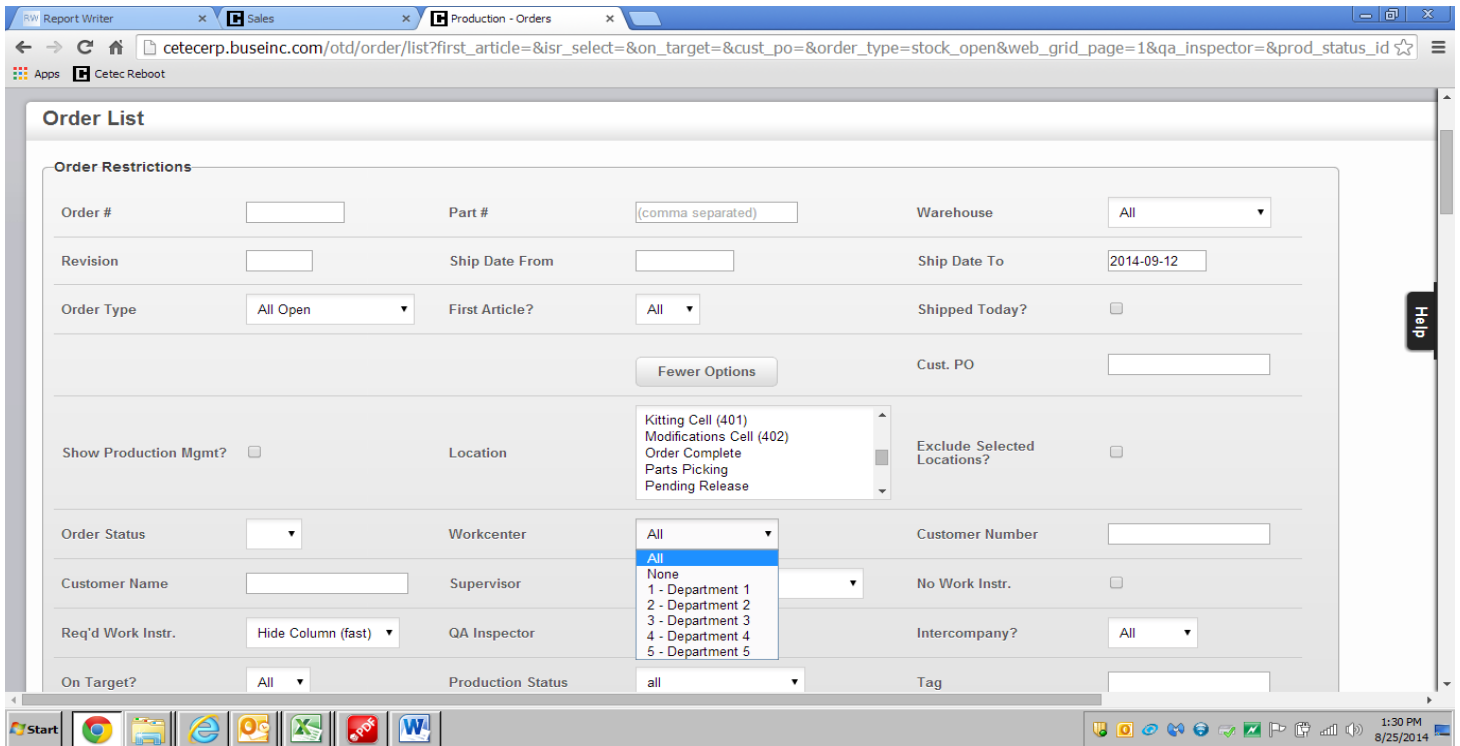 RW Report Writer × Sales × Production - Orders ×
cetecerp.buseinc.com/otd/order/list?first_article=&isr_select=&on_target=&cust_po=&order_type=stock_open&web_grid_page=1&qa_inspector=&prod_status_id
Apps Cetec Reboot
Order List
Order Restrictions
Order # Part # (comma separated) Warehouse All
Revision Ship Date From Ship Date To 2014-09-12
Order Type All Open First Article? All Shipped Today?
Fewer Options Cust. PO
Kitting Cell (401)
Modifications Cell (402)
Show Production Mgmt? Location Order Complete Exclude Selected
Locations?
Parts Picking
Pending Release
Order Status Workcenter All Customer Number
All
None
Customer Name Supervisor 1 - Department 1 No Work Instr.
2 - Department 2
3 - Department 3
Req'd Work Instr. Hide Column (fast) QA Inspector 4 - Department 4 Intercompany? All
5 - Department 5
On Target? All Production Status all Tag
Help
Start 1:30 PM
8/25/2014